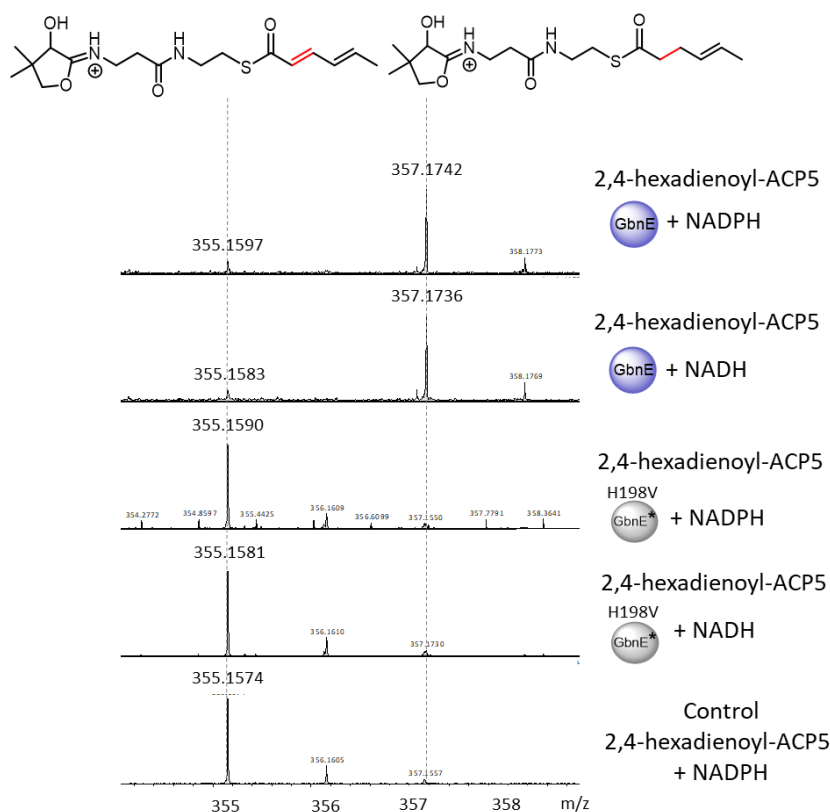 OH
O
N
H
N
O
S
O
OH
O
N
H
N
O
S
O
357.1742
355.1597
358.1773
2,4-hexadienoyl-ACP5
GbnE + NADPH
357.1736
355.1583
358.1769
2,4-hexadienoyl-ACP5
GbnE + NADH
355.1590
354.2772
354.8597
355.4425
356.1609
356.6099
357.1550
357.7791
358.3641
2,4-hexadienoyl-ACP5
H198V
GbnE* + NADPH
355.1581
356.1610
357.1730
2,4-hexadienoyl-ACP5
H198V
GbnE* + NADH
355.1574
356.1605
357.1557
Control
2,4-hexadienoyl-ACP5
+ NADPH
355 356 357 358 m/z